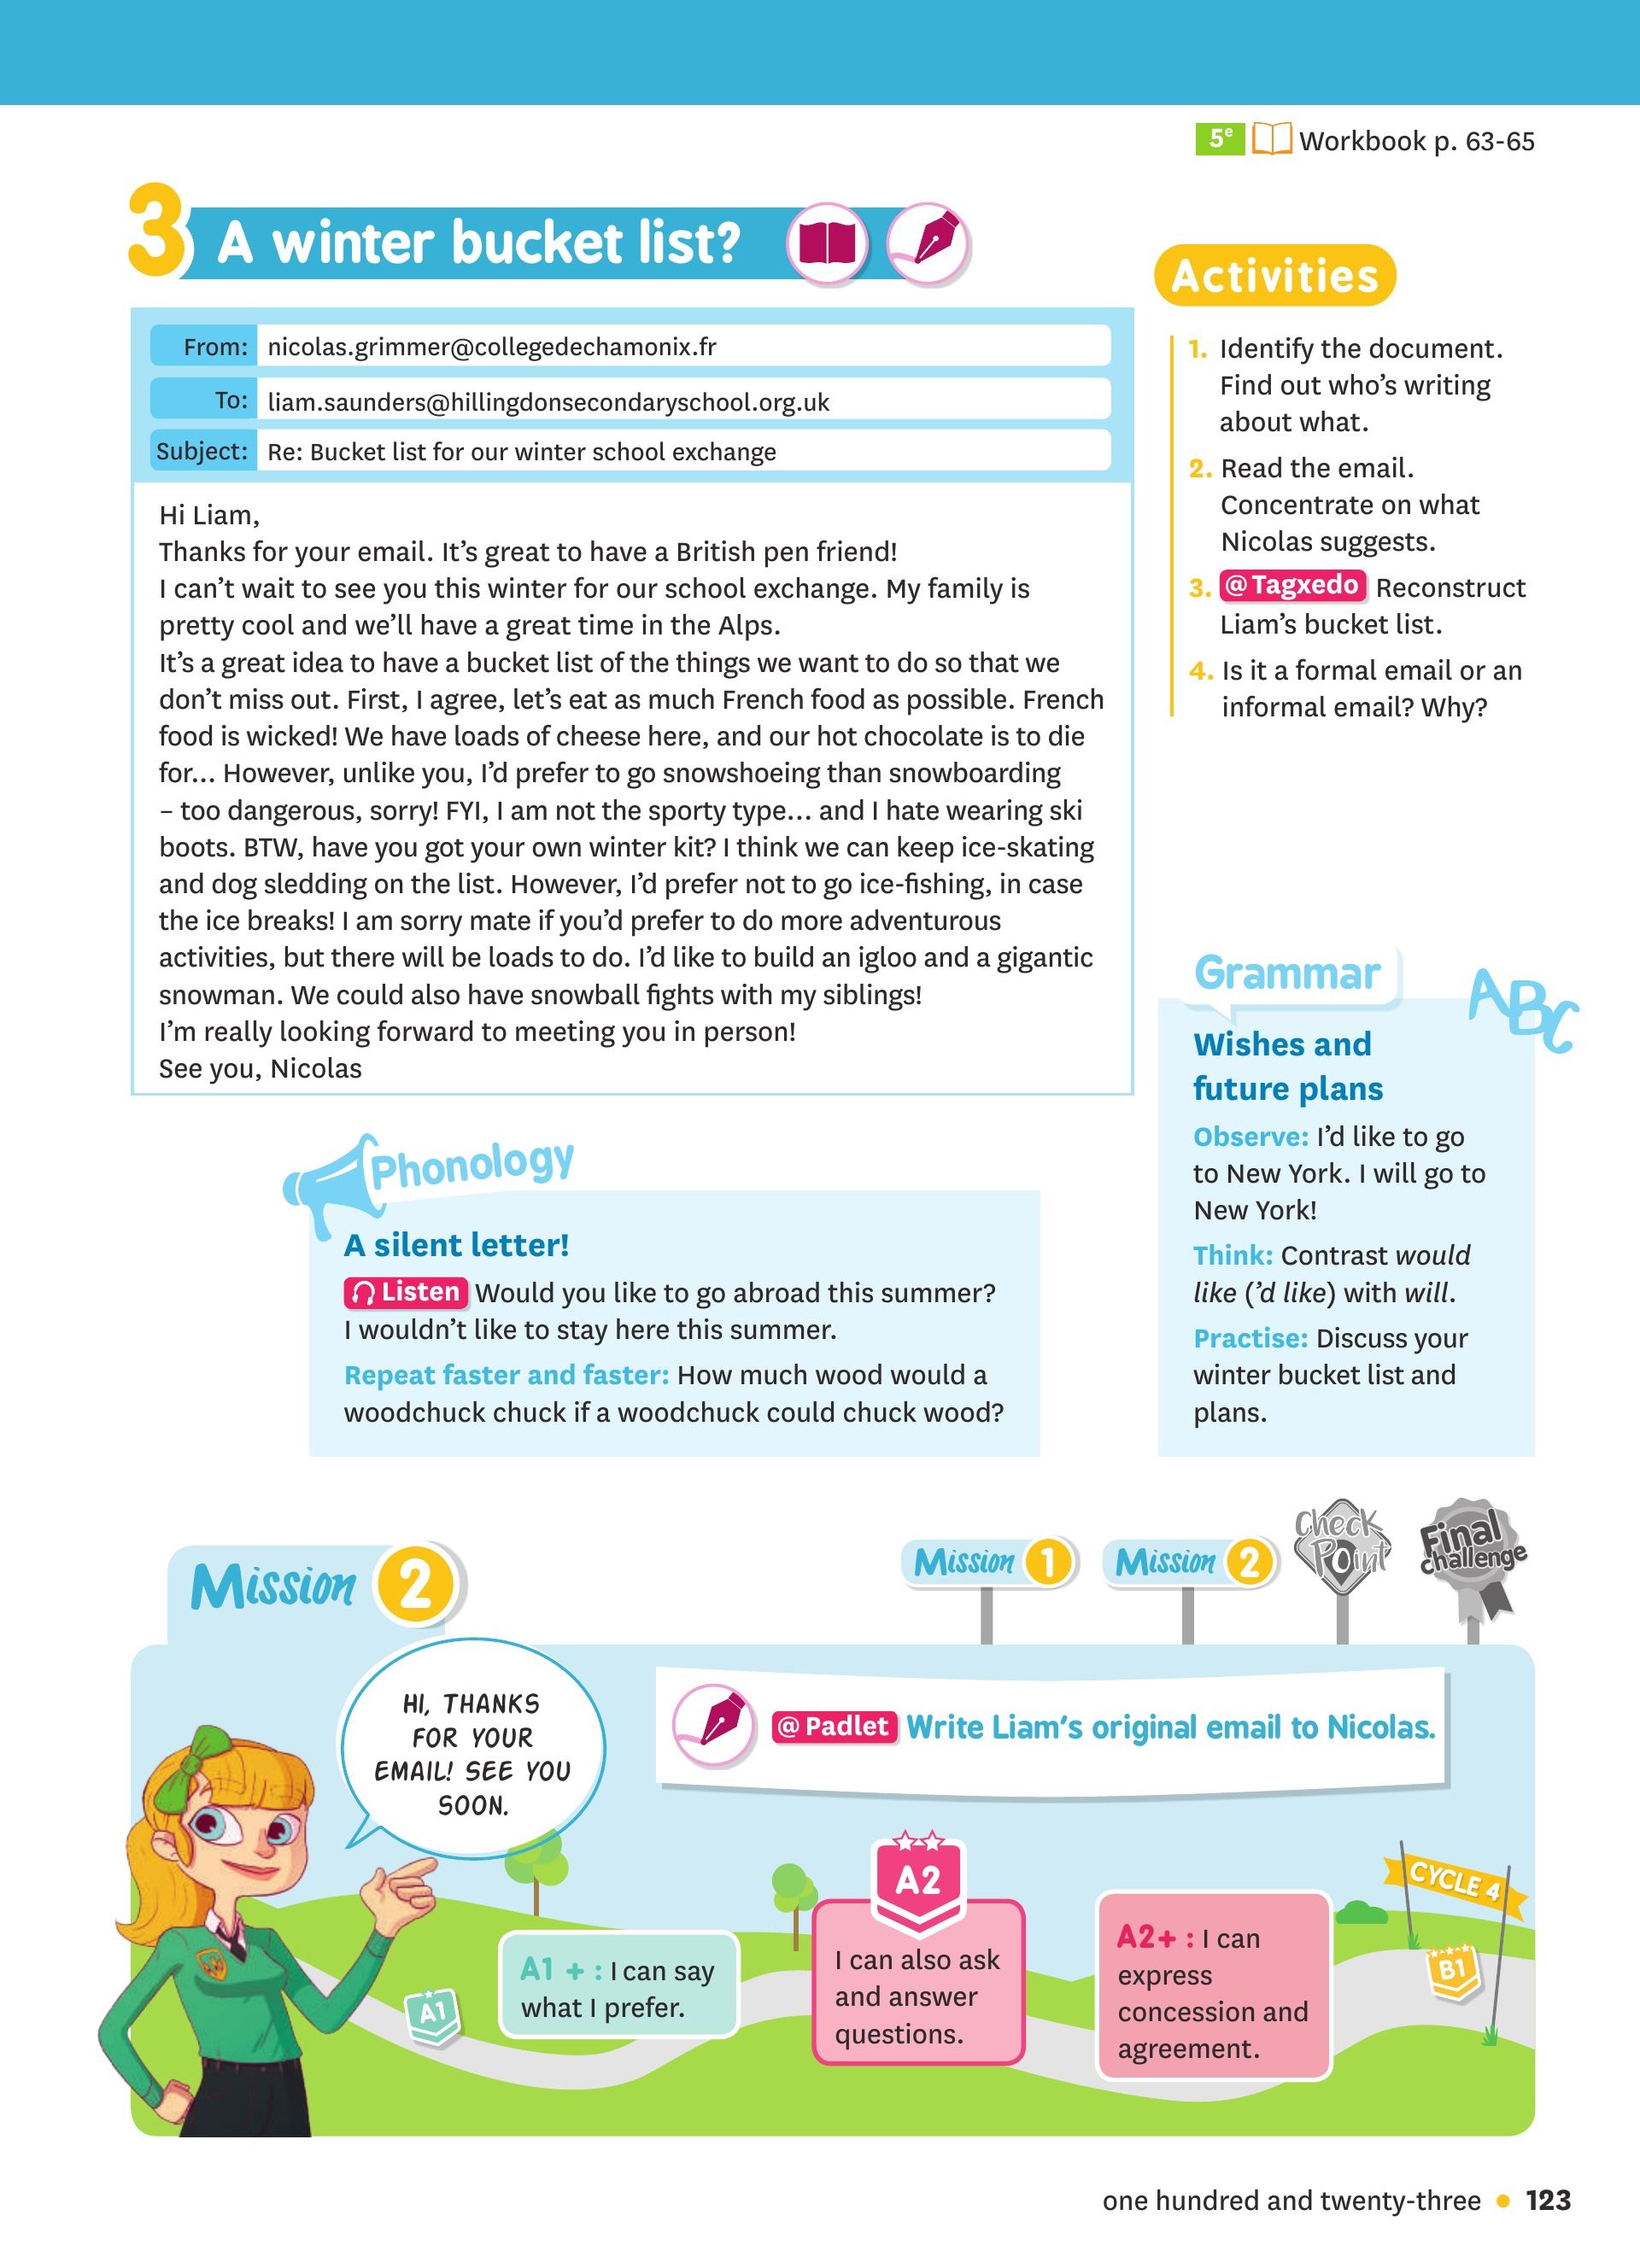 5e Workbook p. 63-65
3 A winter bucket list?
From: nicolas.grimmer@collegedechamonix.fr
To: liam.saunders@hillingdonsecondaryschool.org.uk
Subject: Re: Bucket list for our winter school exchange
Hi Liam,
Thanks for your email. It's great to have a British pen friend!
I can't wait to see you this winter for our school exchange. My family is
pretty cool and we'll have a great time in the Alps.
It's a great idea to have a bucket list of the things we want to do so that we
don't miss out. First, I agree, let's eat as much French food as possible. French
food is wicked! We have loads of cheese here, and our hot chocolate is to die
for... However, unlike you, I'd prefer to go snowshoeing than snowboarding
– too dangerous, sorry! FYI, I am not the sporty type... and I hate wearing ski
boots. BTW, have you got your own winter kit? I think we can keep ice-skating
and dog sledding on the list. However, I'd prefer not to go ice-fishing, in case
the ice breaks! I am sorry mate if you'd prefer to do more adventurous
activities, but there will be loads to do. I'd like to build an igloo and a gigantic
snowman. We could also have snowball fights with my siblings!
I'm really looking forward to meeting you in person!
See you, Nicolas
Activities
1. Identify the document.
Find out who's writing
about what.
2. Read the email.
Concentrate on what
Nicolas suggests.
3. @ Tagxedo Reconstruct
Liam's bucket list.
4. Is it a formal email or an
informal email? Why?
Grammar
ABC
Wishes and
future plans
Observe: I'd like to go
to New York. I will go to
New York!
Think: Contrast would
like ('d like) with will.
Practise: Discuss your
winter bucket list and
plans.
Phonology
A silent letter!
Listen Would you like to go abroad this summer?
I wouldn't like to stay here this summer.
Repeat faster and faster: How much wood would a
woodchuck chuck if a woodchuck could chuck wood?
Mission 2
Mission 1
Mission 2
Check
Point
Final
challenge
HI, THANKS
FOR YOUR
EMAIL! SEE YOU
SOON.
@ Padlet Write Liam's original email to Nicolas.
A1
A1 + : I can say
what I prefer.
A2
I can also ask
and answer
questions.
A2+ : I can
express
concession and
agreement.
CYCLE 4
B1
one hundred and twenty-three • 123